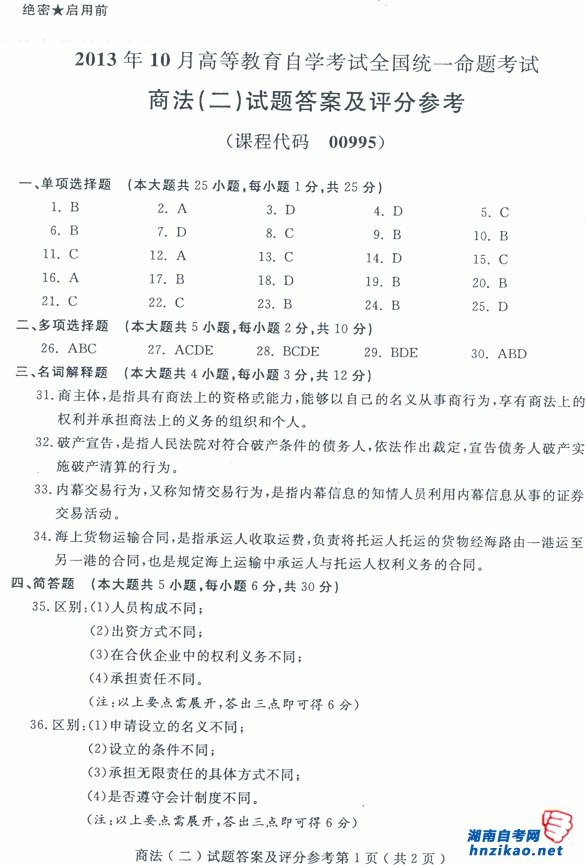 绝密★启用前
2013 年 10 月高等教育自学考试全国统一命题考试
商法(二)试题答案及评分参考
(课程代码 00995)
一、单项选择题 (本大题共 25 小题,每小题 1 分,共 25 分)
1. B 2. A 3. D 4. D 5. C
6. B 7. D 8. C 9. B 10. B
11. C 12. A 13. C 14. D 15. C
16. A 17. B 18. D 19. B 20. B
21. C 22. C 23. B 24. B 25. D
二、多项选择题 (本大题共 5 小题,每小题 2 分,共 10 分)
26. ABC 27. ACDE 28. BCDE 29. BDE 30. ABD
三、名词解释题 (本大题共 4 小题,每小题 3 分,共 12 分)
31. 商主体,是指具有商法上的资格或能力,能够以自己的名义从事商行为,享有商法上的
权利并承担商法上的义务的组织和个人。
32. 破产宣告,是指人民法院对符合破产条件的债务人,依法作出裁定,宣告债务人破产实
施破产清算的行为。
33. 内幕交易行为,又称知情交易行为,是指内幕信息的知情人员利用内幕信息从事的证券
交易活动。
34. 海上货物运输合同,是指承运人收取运费,负责将托运人托运的货物经海路由一港运至
另一港的合同,也是规定海上运输中承运人与托运人权利义务的合同。
四、简答题 (本大题共 5 小题,每小题 6 分,共 30 分)
35. 区别:(1)人员构成不同;
(2)出资方式不同;
(3)在合伙企业中的权利义务不同;
(4)承担责任不同。
(注:以上要点需展开,答出三点即可得 6 分)
36. 区别:(1)申请设立的名义不同;
(2)设立的条件不同;
(3)承担无限责任的具体方式不同;
(4)是否遵守会计制度不同。
(注:以上要点需展开,答出三点即可得 6 分)
湖南自考网
hnzikao.net
商法(二)试题答案及评分参考第 1 页(共 2 页)